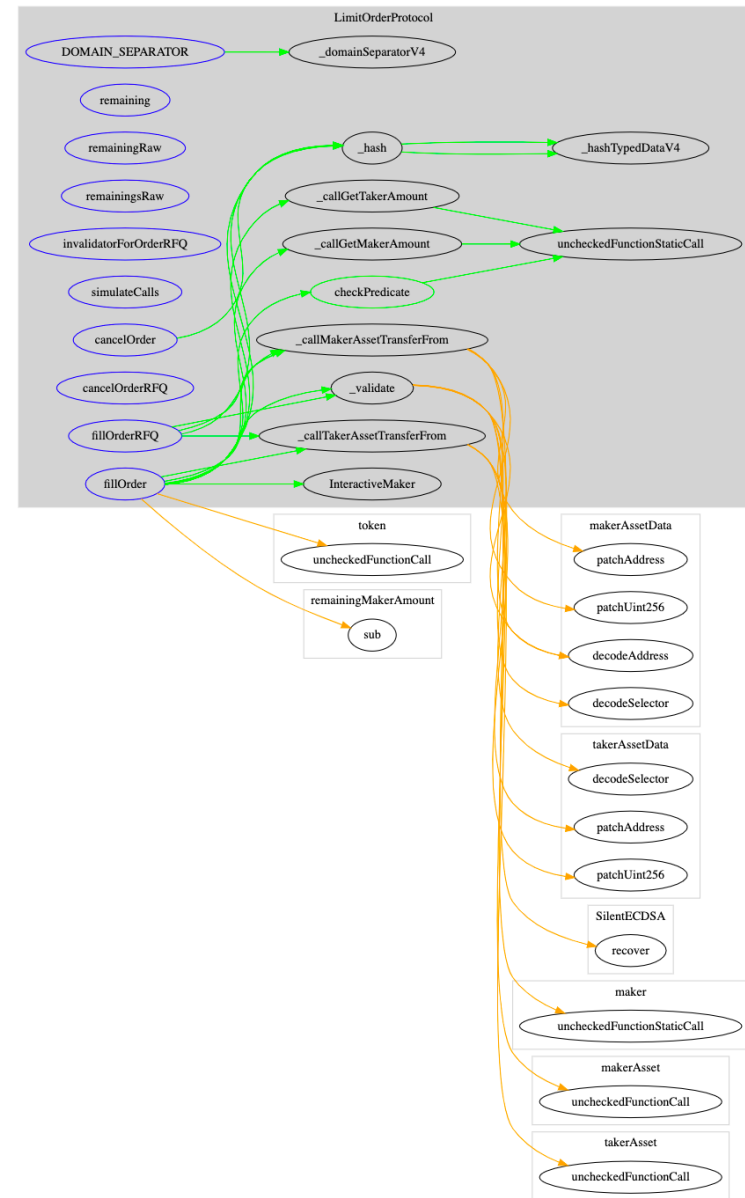 LimitOrderProtocol
DOMAIN_SEPARATOR
_domainSeparatorV4
remaining
remainingRaw
_hash
_hashTypedDataV4
remainingsRaw
_callGetTakerAmount
invalidatorForOrderRFQ
_callGetMakerAmount
uncheckedFunctionStaticCall
simulateCalls
checkPredicate
cancelOrder
_callMakerAssetTransferFrom
cancelOrderRFQ
_validate
fillOrderRFQ
_callTakerAssetTransferFrom
fillOrder
InteractiveMaker
token
uncheckedFunctionCall
remainingMakerAmount
sub
makerAssetData
patchAddress
patchUint256
decodeAddress
decodeSelector
takerAssetData
decodeSelector
patchAddress
patchUint256
SilentECDSA
recover
maker
uncheckedFunctionStaticCall
makerAsset
uncheckedFunctionCall
takerAsset
uncheckedFunctionCall